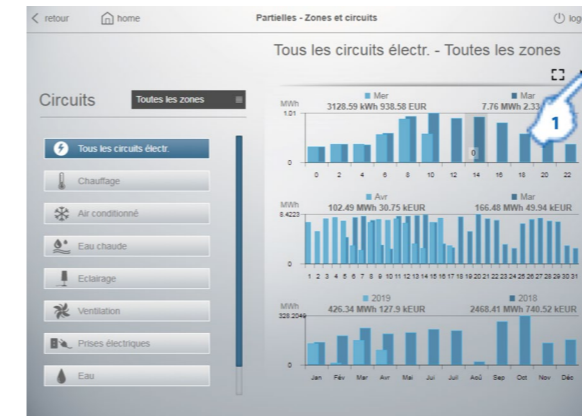 retour home Partielles - Zones et circuits log
Tous les circuits électr. - Toutes les zones
Circuits Toutes les zones
Tous les circuits électr.
Chauffage
Air conditionné
Eau chaude
Eclairage
Ventilation
Prises électriques
Eau
Mer Mar
MWh 3128.59 kWh 938.58 EUR 7.76 MWh 2.33
1.01
0
0
0 2 4 6 8 10 12 14 16 18 20 22
1
Avr Mar
MWh 102.49 MWh 30.75 kEUR 166.48 MWh 49.94 kEUR
8.4223
0
1 2 3 4 5 6 7 8 9 10 11 12 13 14 15 16 17 18 19 20 21 22 23 24 25 26 27 28 29 30 31
2019 2018
MWh 426.34 MWh 127.9 kEUR 2468.41 MWh 740.52 kEUR
328.2049
0
Jan Fév Mar Avr Mai Jui Juil Aoû Sep Oct Nov Déc